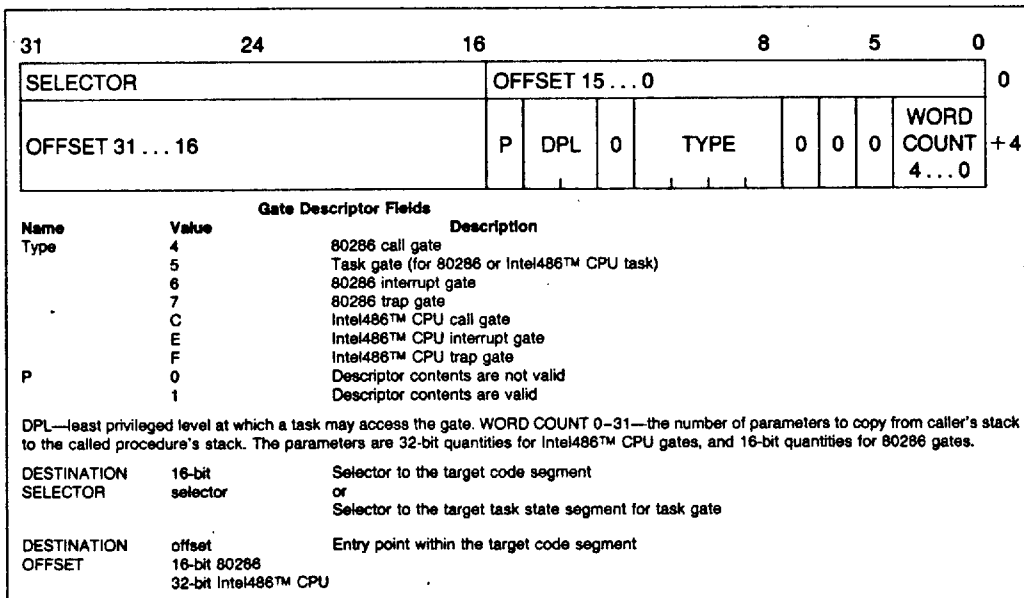 31 24 16 8 5 0
SELECTOR OFFSET 15 . . . 0 0
OFFSET 31 . . . 16 P DPL 0 TYPE 0 0 0 WORD COUNT 4 . . . 0 +4
Gate Descriptor Fields
Name Value Description
Type 4 80286 call gate
5 Task gate (for 80286 or Intel486™ CPU task)
6 80286 interrupt gate
7 80286 trap gate
C Intel486™ CPU call gate
E Intel486™ CPU interrupt gate
F Intel486™ CPU trap gate
P 0 Descriptor contents are not valid
1 Descriptor contents are valid
DPL—least privileged level at which a task may access the gate. WORD COUNT 0–31—the number of parameters to copy from caller's stack
to the called procedure's stack. The parameters are 32-bit quantities for Intel486™ CPU gates, and 16-bit quantities for 80286 gates.
DESTINATION 16-bit Selector to the target code segment
SELECTOR selector or
Selector to the target task state segment for task gate
DESTINATION offset Entry point within the target code segment
OFFSET 16-bit 80286
32-bit Intel486™ CPU